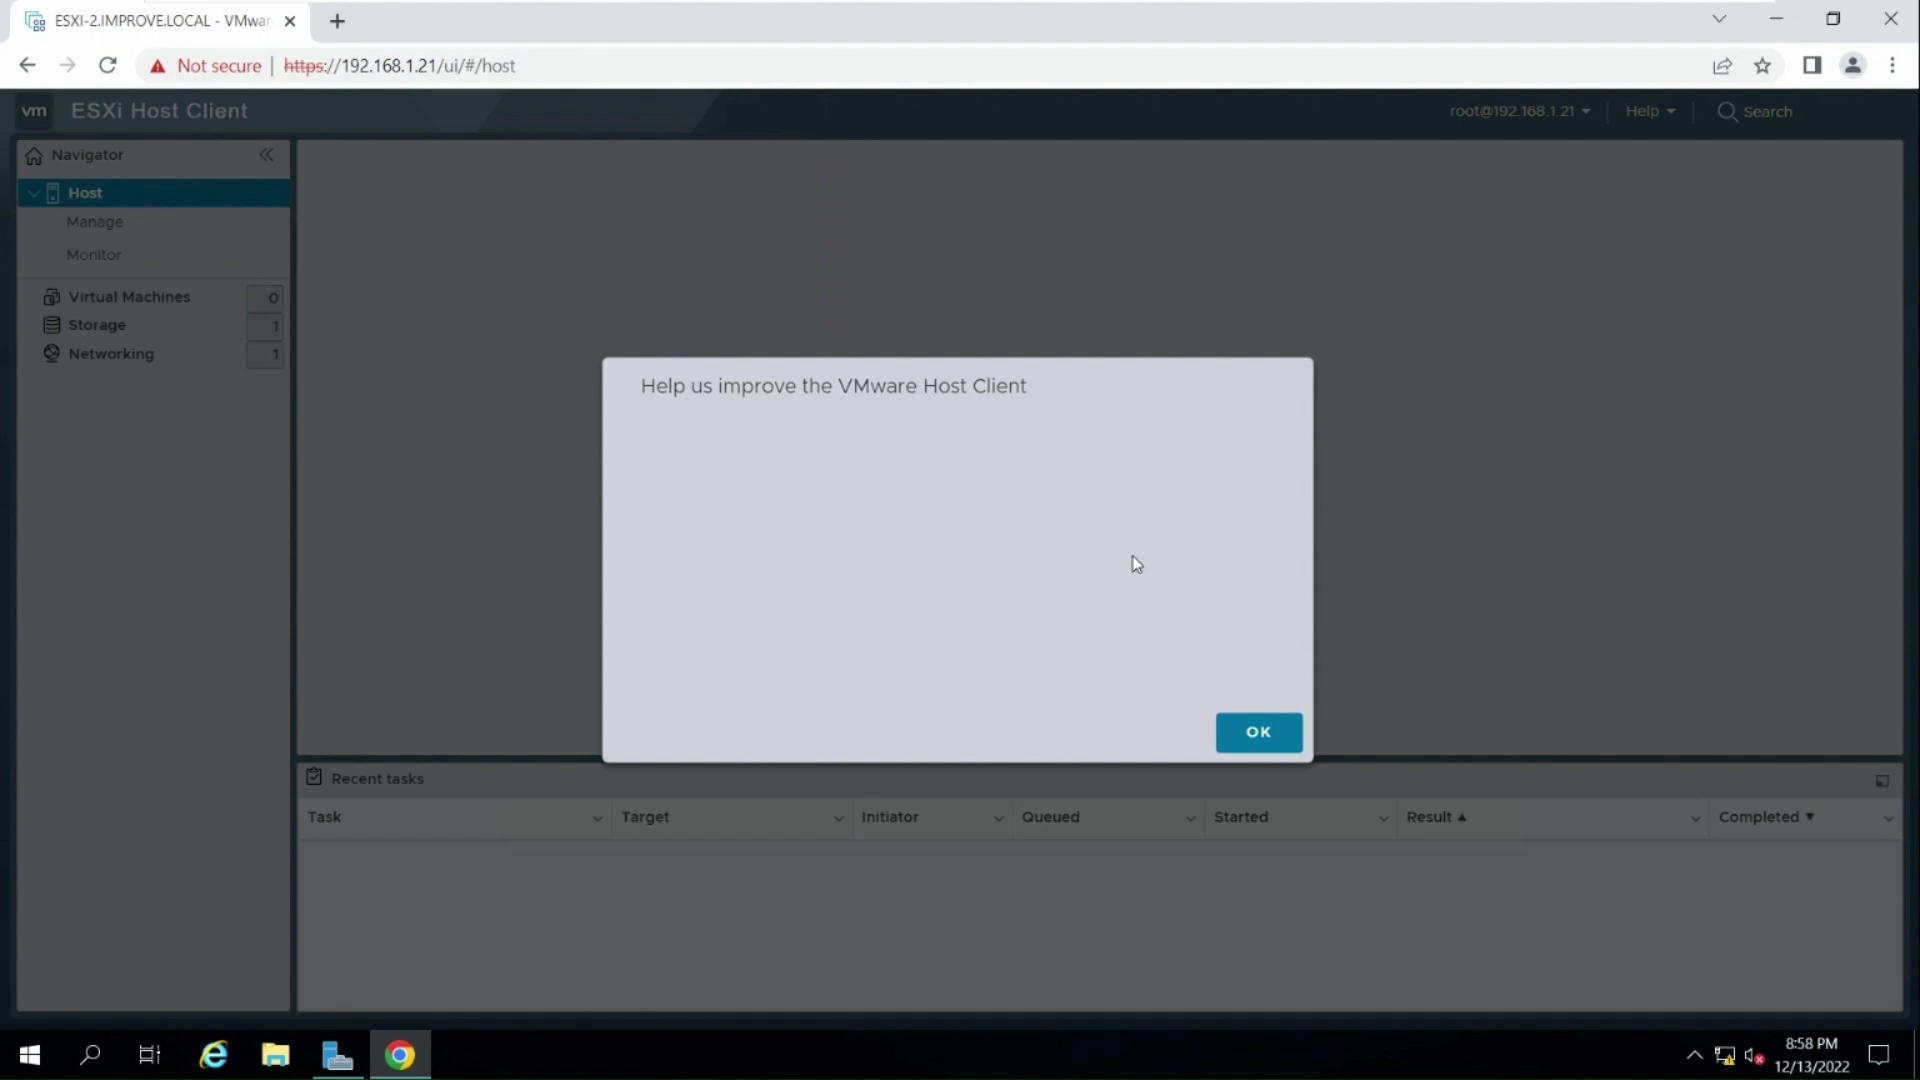 ESXI-2.IMPROVE.LOCAL - VMwar
Not secure | https://192.168.1.21/ui/#/host
vm ESXi Host Client
root@192.168.1.21
Help
Search
Navigator
Host
Manage
Monitor
Virtual Machines 0
Storage 1
Networking 1
Help us improve the VMware Host Client
OK
Recent tasks
Task Target Initiator Queued Started Result Completed
8:58 PM
12/13/2022